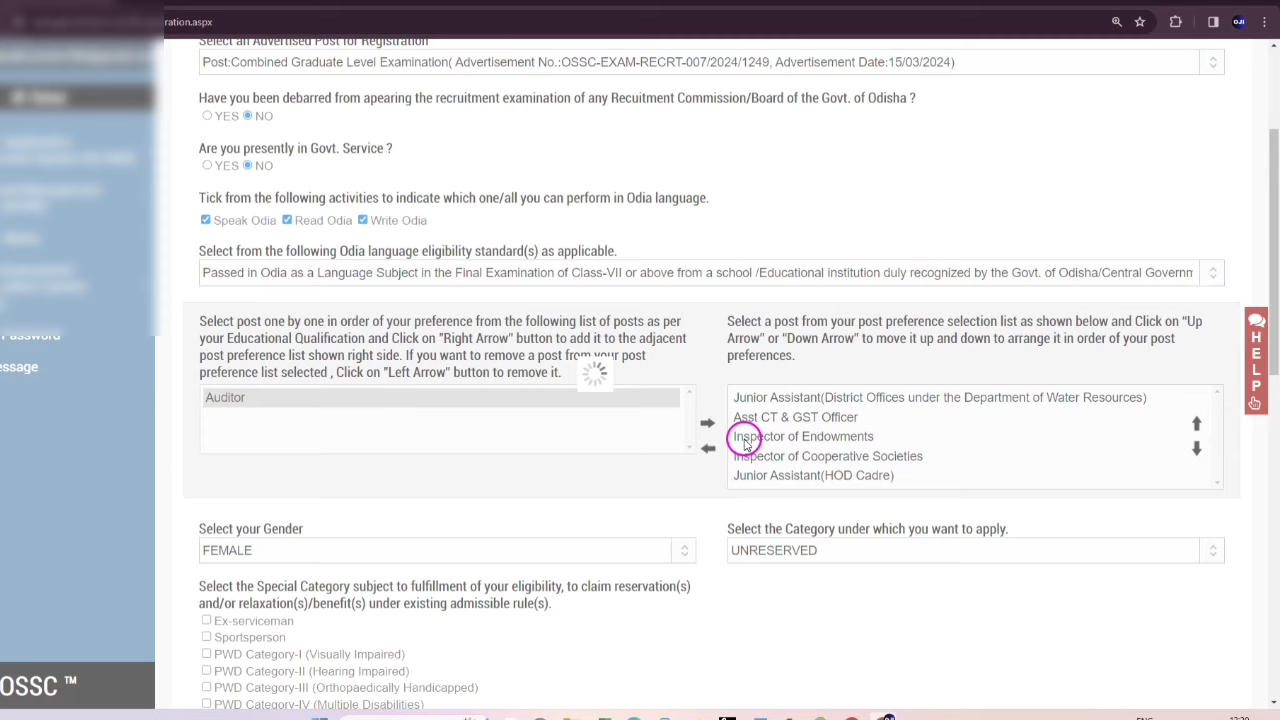 ration.aspx
OJI
Select an Advertised Post for Registration
Post:Combined Graduate Level Examination( Advertisement No.:OSSC-EXAM-RECRT-007/2024/1249, Advertisement Date:15/03/2024)
Have you been debarred from apearing the recruitment examination of any Recuitment Commission/Board of the Govt. of Odisha ?
YES NO
Are you presently in Govt. Service ?
YES NO
Tick from the following activities to indicate which one/all you can perform in Odia language.
Speak Odia Read Odia Write Odia
Select from the following Odia language eligibility standard(s) as applicable.
Passed in Odia as a Language Subject in the Final Examination of Class-VII or above from a school /Educational institution duly recognized by the Govt. of Odisha/Central Governm
Select post one by one in order of your preference from the following list of posts as per
your Educational Qualification and Click on "Right Arrow" button to add it to the adjacent
post preference list shown right side. If you want to remove a post from your post
preference list selected , Click on "Left Arrow" button to remove it.
Auditor
Select a post from your post preference selection list as shown below and Click on “Up
Arrow” or “Down Arrow” to move it up and down to arrange it in order of your post
preferences.
Junior Assistant(District Offices under the Department of Water Resources)
Asst CT & GST Officer
Inspector of Endowments
Inspector of Cooperative Societies
Junior Assistant(HOD Cadre)
HELP
Password
essage
Select your Gender
FEMALE
Select the Category under which you want to apply.
UNRESERVED
Select the Special Category subject to fulfillment of your eligibility, to claim reservation(s)
and/or relaxation(s)/benefit(s) under existing admissible rule(s).
Ex-serviceman
Sportsperson
PWD Category-I (Visually Impaired)
PWD Category-II (Hearing Impaired)
PWD Category-III (Orthopaedically Handicapped)
PWD Category-IV (Multiple Disabilities)
OSSC ™